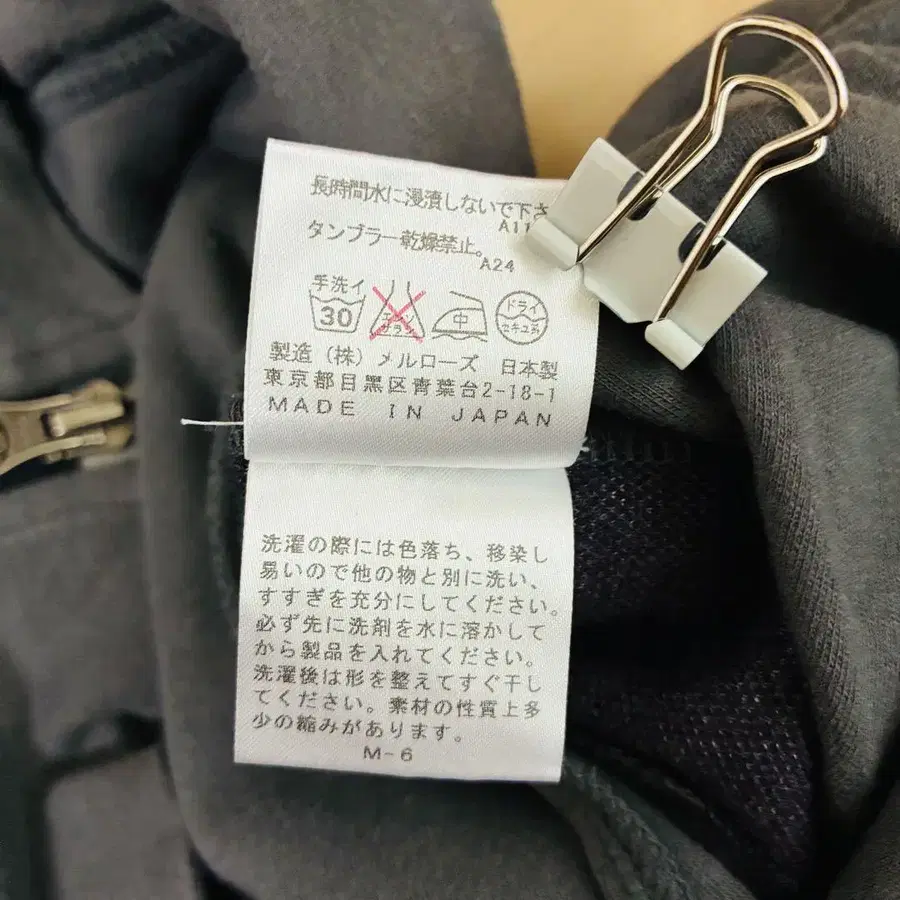 長時間水に浸漬しないで下さ
A11
タンブラー乾燥禁止。
A24
手洗イ
30
エンソ
サラシ
中
ドライ
セキユ系
製造(株)メルローズ 日本製
東京都目黒区青葉台2-18-1
MADE IN JAPAN
洗濯の際には色落ち、移染し
易いので他の物と別に洗い、
すすぎを充分にしてください。
必ず先に洗剤を水に溶かして
から製品を入れてください。
洗濯後は形を整えてすぐ干し
てください。素材の性質上多
少の縮みがあります。
M-6